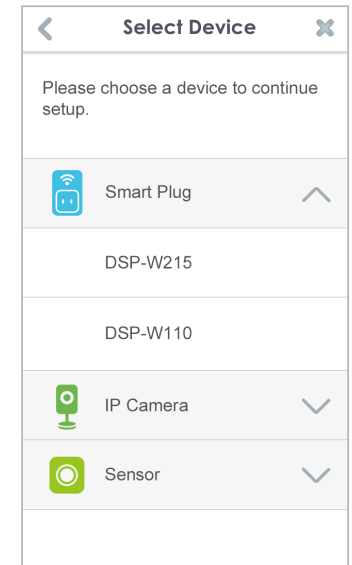 Select Device
Please choose a device to continue
setup.
Smart Plug
DSP-W215
DSP-W110
IP Camera
Sensor